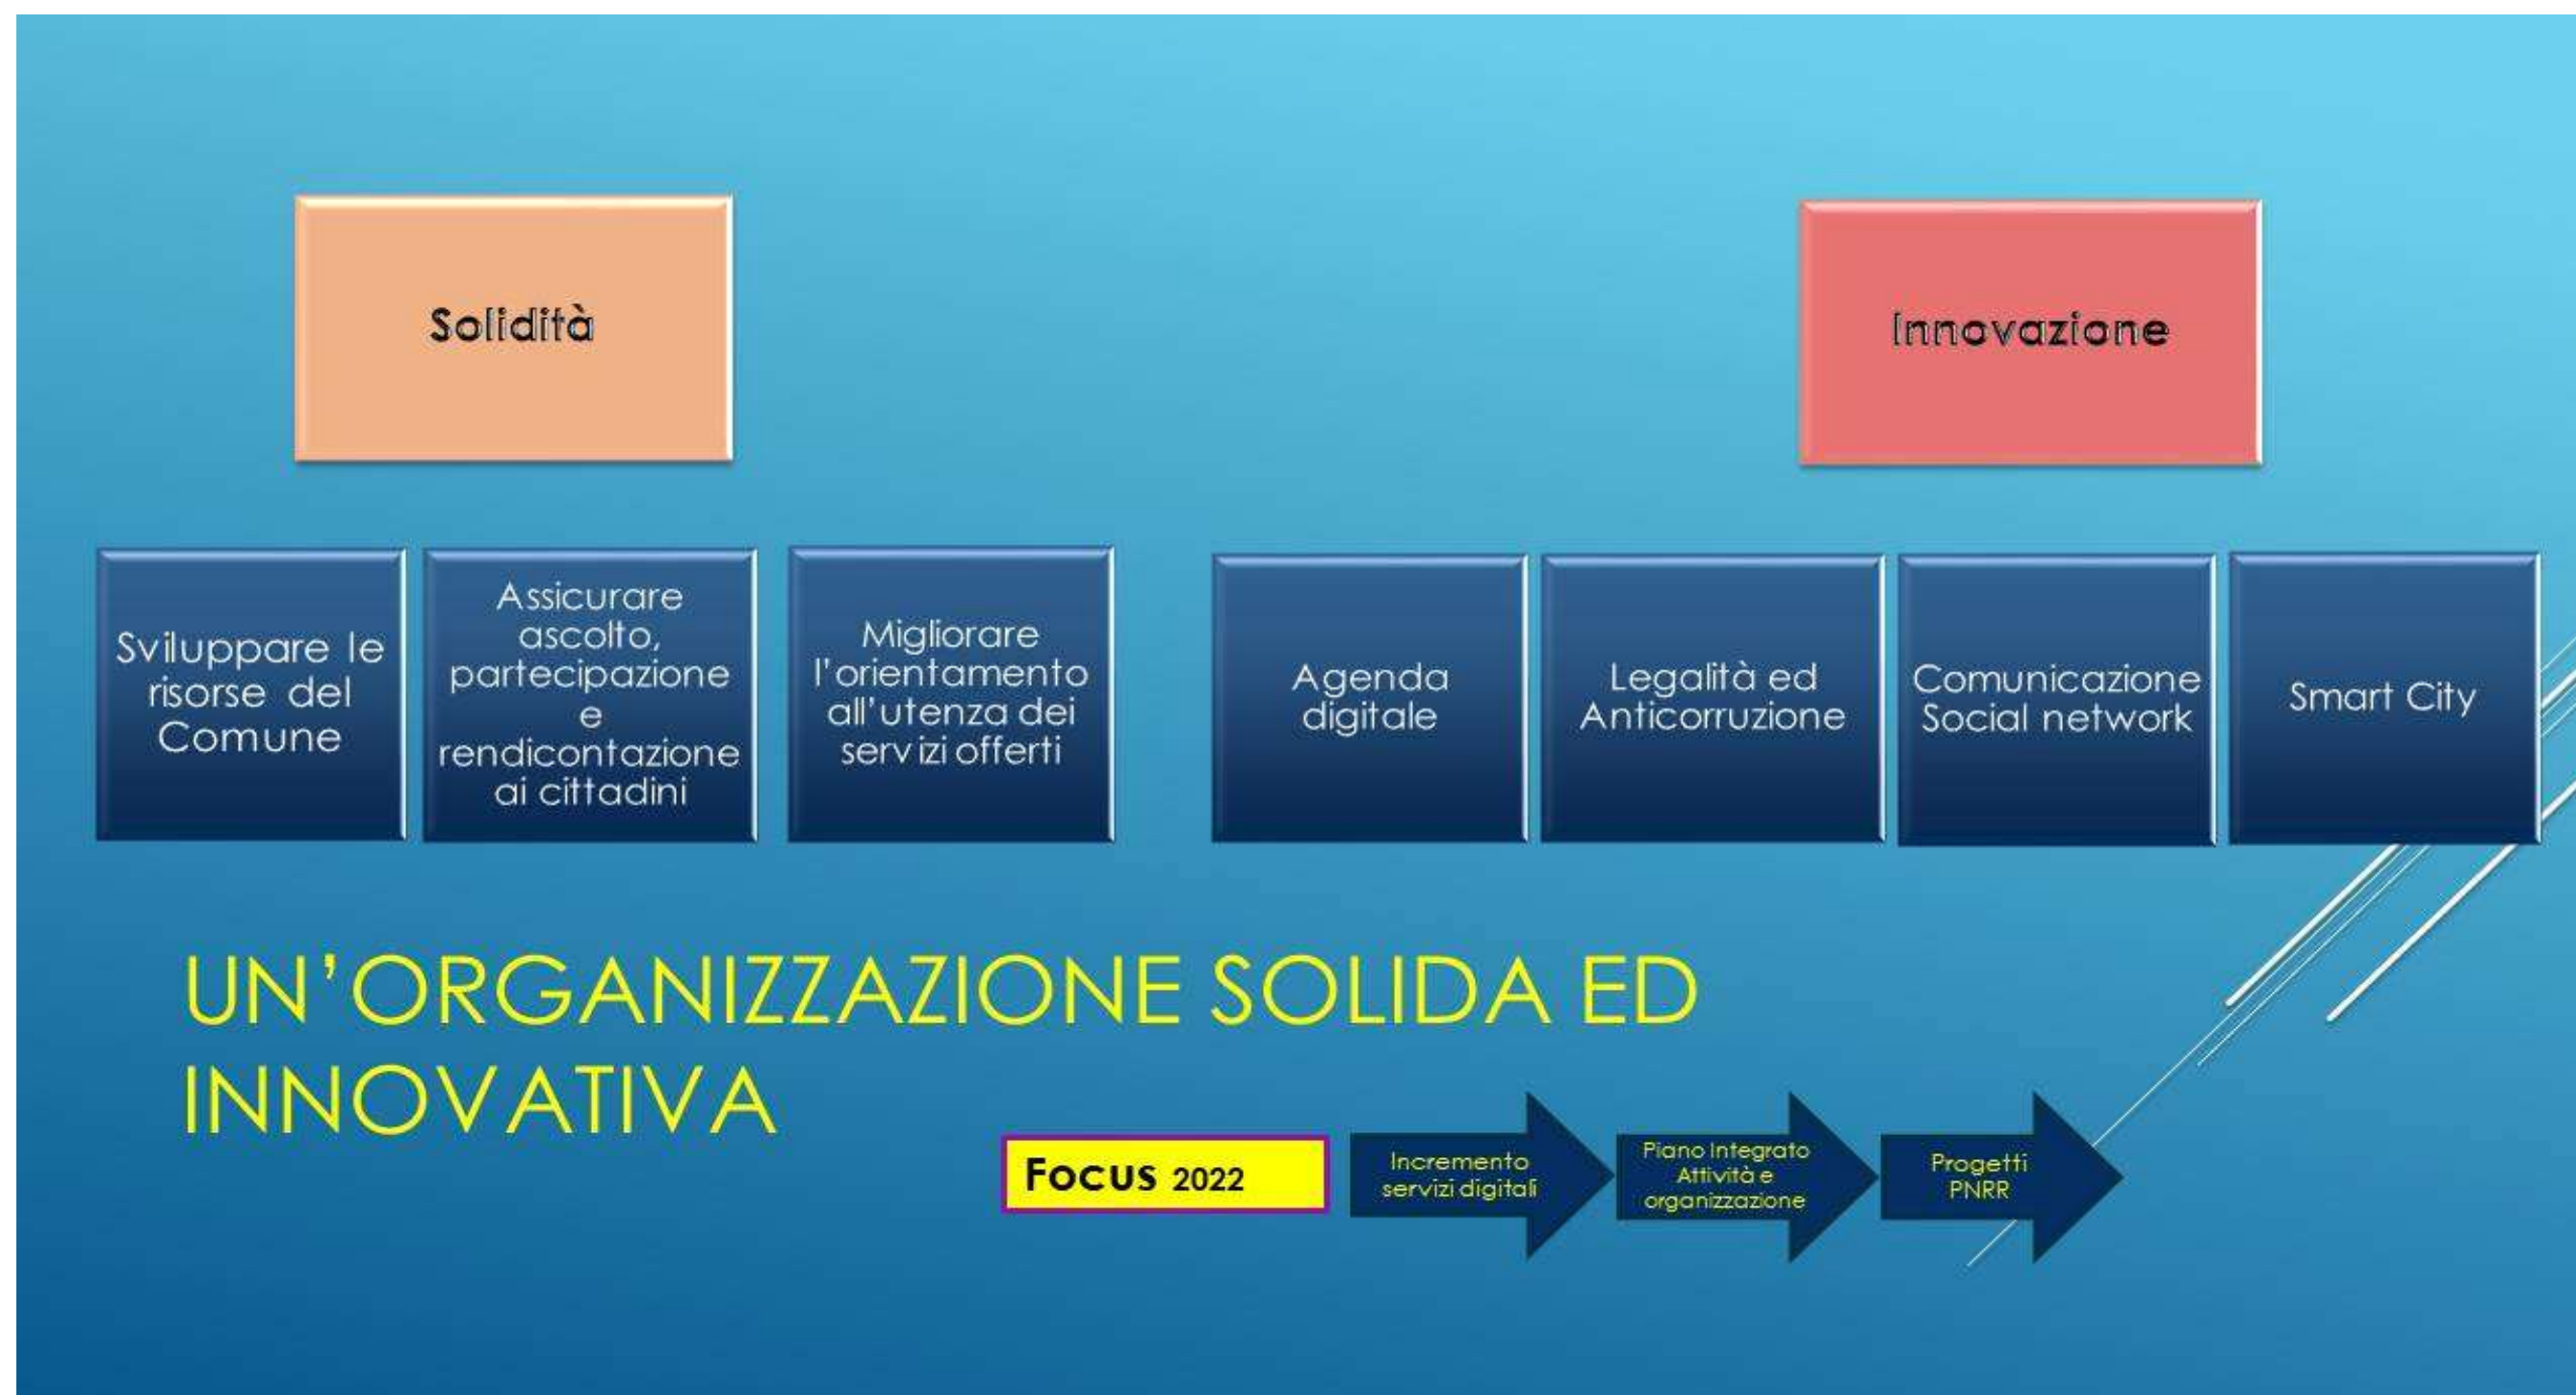 Solidità
Innovazione
Sviluppare le
risorse del
Comune
Assicurare
ascolto,
partecipazione
e
rendicontazione
ai cittadini
Migliorare
l'orientamento
all'utenza dei
servizi offerti
Agenda
digitale
Legalità ed
Anticorruzione
Comunicazione
Social network
Smart City
UN'ORGANIZZAZIONE SOLIDA ED
INNOVATIVA
Focus 2022
Incremento
servizi digitali
Piano Integrato
Attività e
organizzazione
Progetti
PNRR